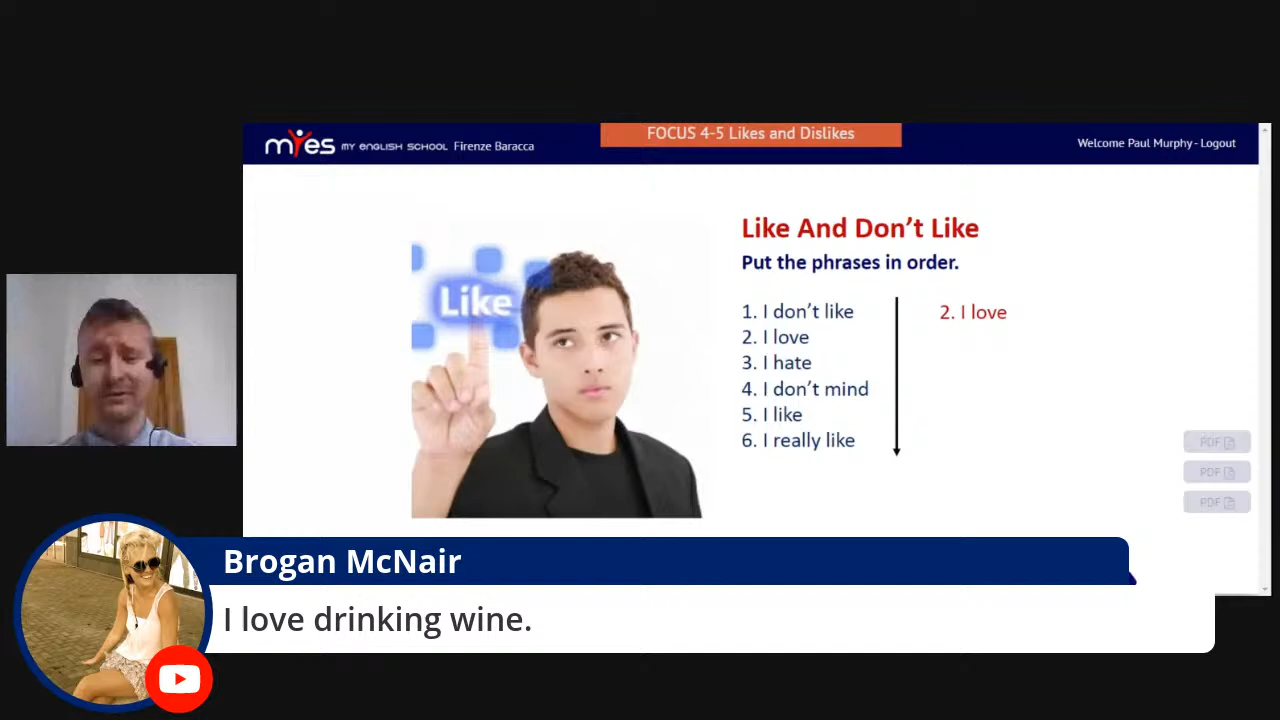 FOCUS 4-5 Likes and Dislikes
myes MY ENGLISH SCHOOL Firenze Baracca
Welcome Paul Murphy - Logout
Like
Like And Don't Like
Put the phrases in order.
1. I don't like
2. I love
3. I hate
4. I don't mind
5. I like
6. I really like
2. I love
PDF
PDF
PDF
Brogan McNair
I love drinking wine.